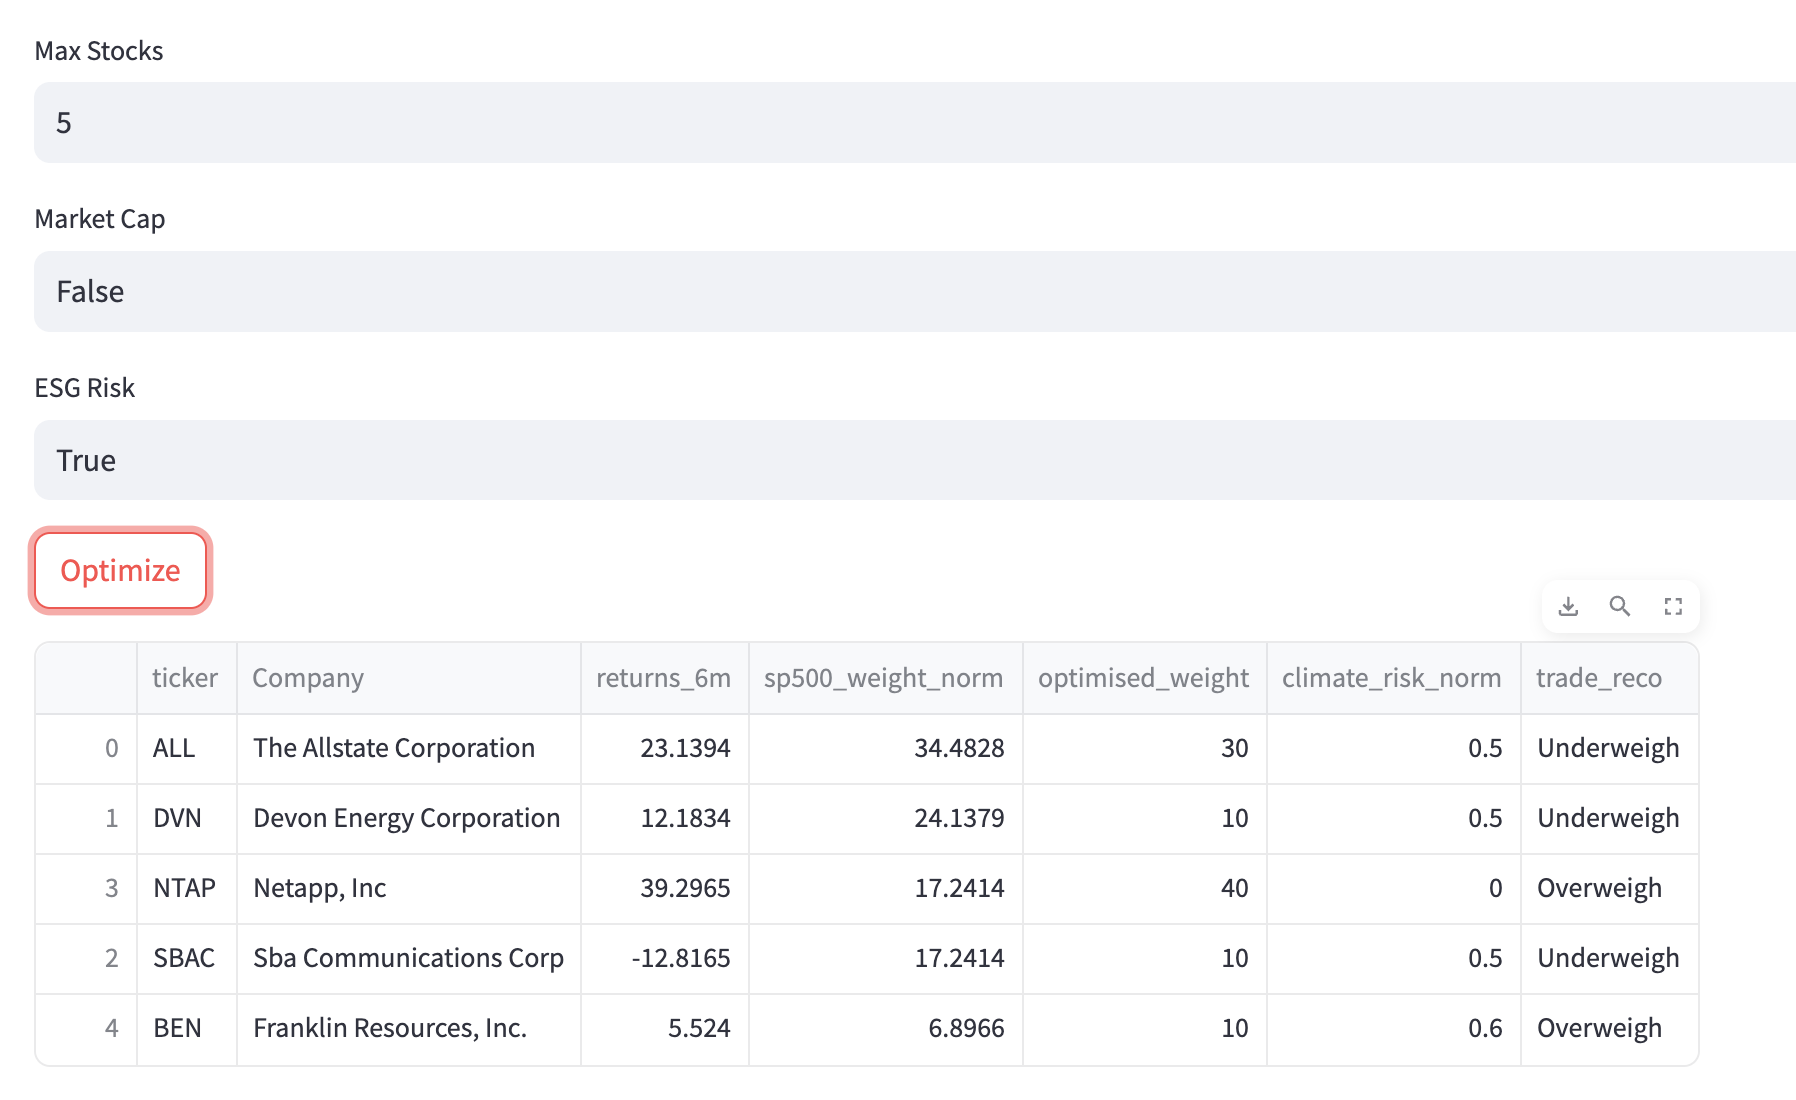 Max Stocks
5
Market Cap
False
ESG Risk
True
Optimize
ticker Company returns_6m sp500_weight_norm optimised_weight climate_risk_norm trade_reco
0 ALL The Allstate Corporation 23.1394 34.4828 30 0.5 Underweigh
1 DVN Devon Energy Corporation 12.1834 24.1379 10 0.5 Underweigh
3 NTAP Netapp, Inc 39.2965 17.2414 40 0 Overweigh
2 SBAC Sba Communications Corp -12.8165 17.2414 10 0.5 Underweigh
4 BEN Franklin Resources, Inc. 5.524 6.8966 10 0.6 Overweigh